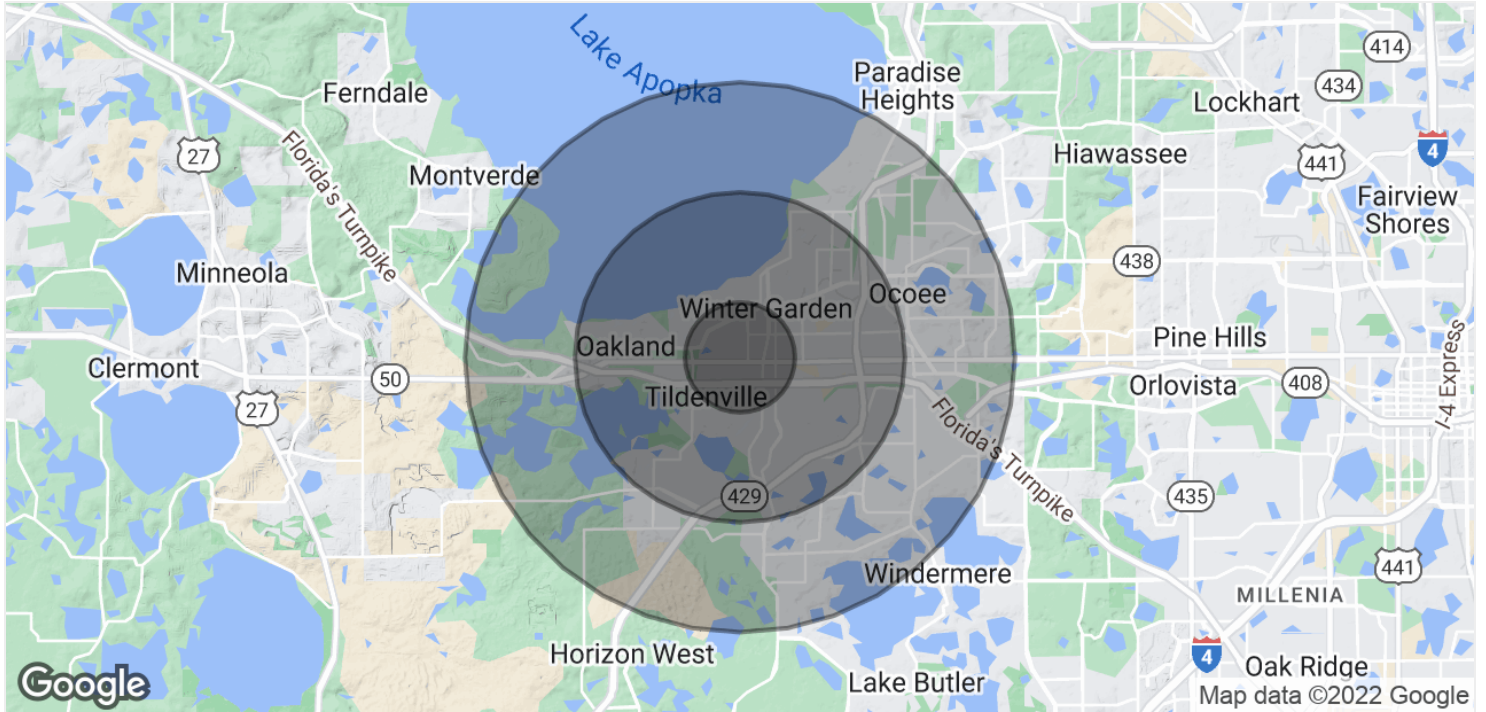 Lake Apopka
Paradise
Heights
414
434
Ferndale
Lockhart
27
Florida's Turnpike
Montverde
Hiawassee
441
4
Fairview
Shores
Minneola
438
Ocoee
Winter Garden
Oakland
Pine Hills
Clermont
50
Tildenville
Orlovista
408
I-4 Express
27
Florida's Turnpike
429
435
Windermere
441
MILLENIA
Horizon West
4
Oak Ridge
Lake Butler
Google
Map data ©2022 Google